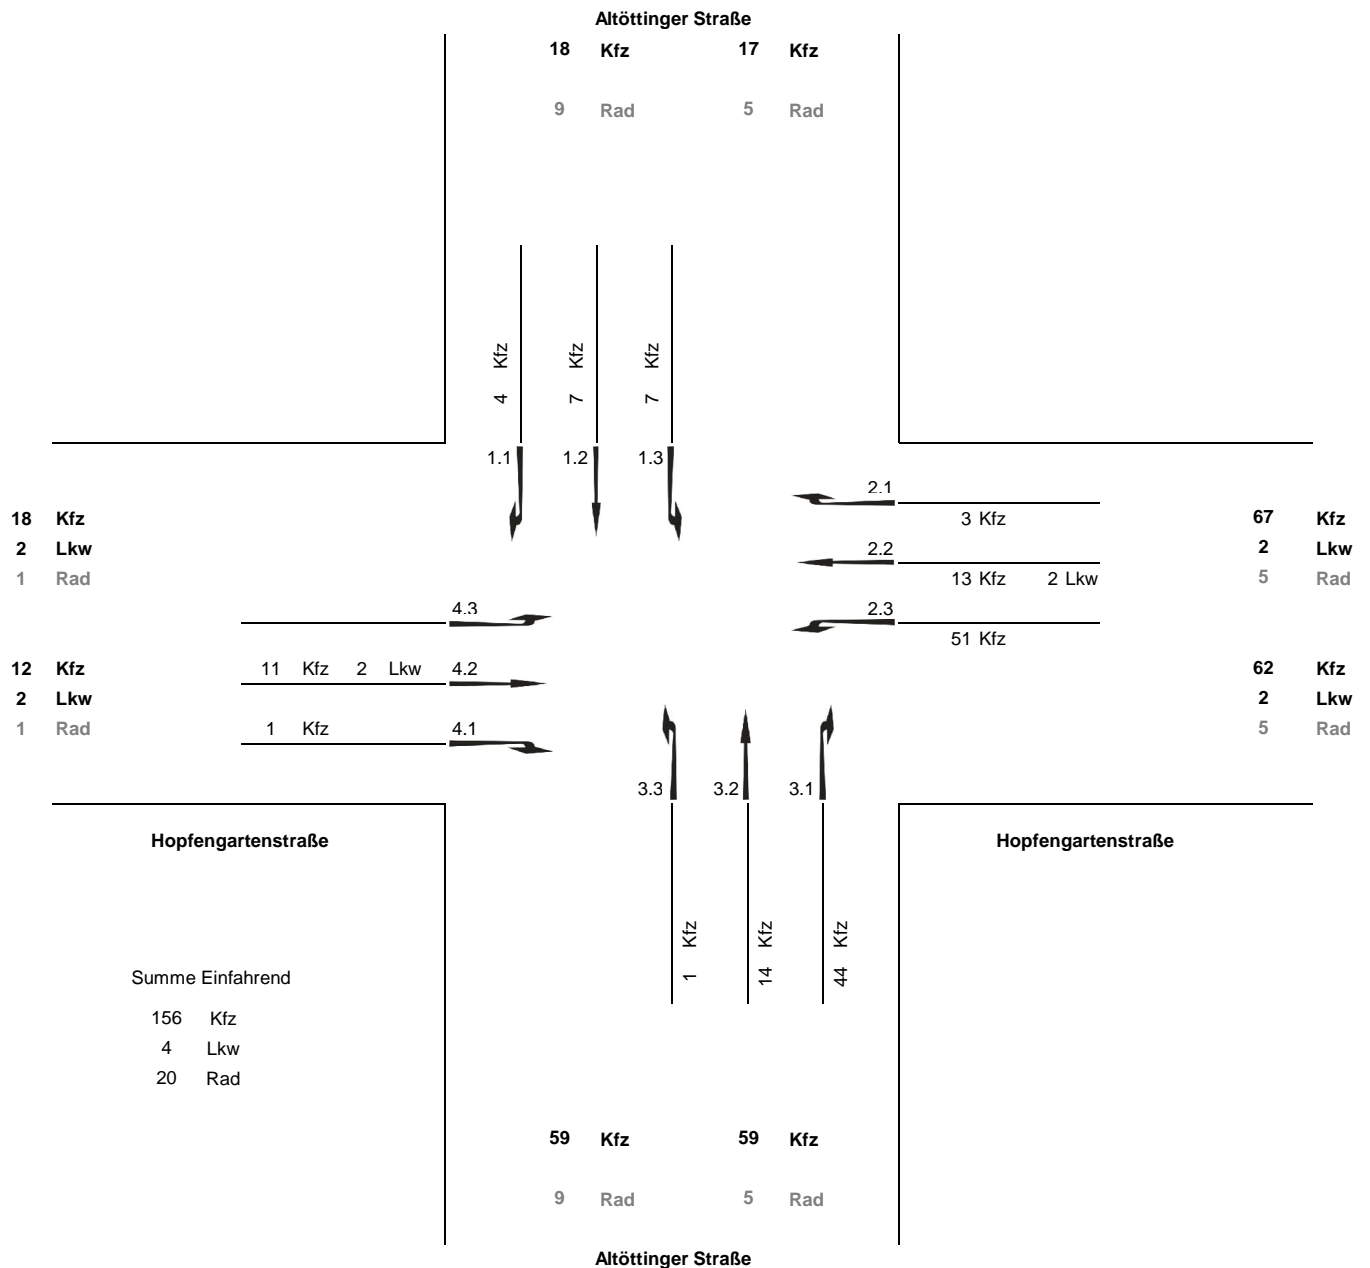 Altöttinger Straße
18 Kfz 17 Kfz
9 Rad 5 Rad
4 Kfz
7 Kfz
7 Kfz
1.1 1.2 1.3
2.1
3 Kfz
2.2
13 Kfz 2 Lkw
2.3
51 Kfz
18 Kfz
2 Lkw
1 Rad
67 Kfz
2 Lkw
5 Rad
4.3
11 Kfz 2 Lkw 4.2
1 Kfz 4.1
12 Kfz
2 Lkw
1 Rad
62 Kfz
2 Lkw
5 Rad
3.3 3.2 3.1
1 Kfz
14 Kfz
44 Kfz
Hopfengartenstraße
Hopfengartenstraße
Summe Einfahrend
156 Kfz
4 Lkw
20 Rad
59 Kfz 59 Kfz
9 Rad 5 Rad
Altöttinger Straße